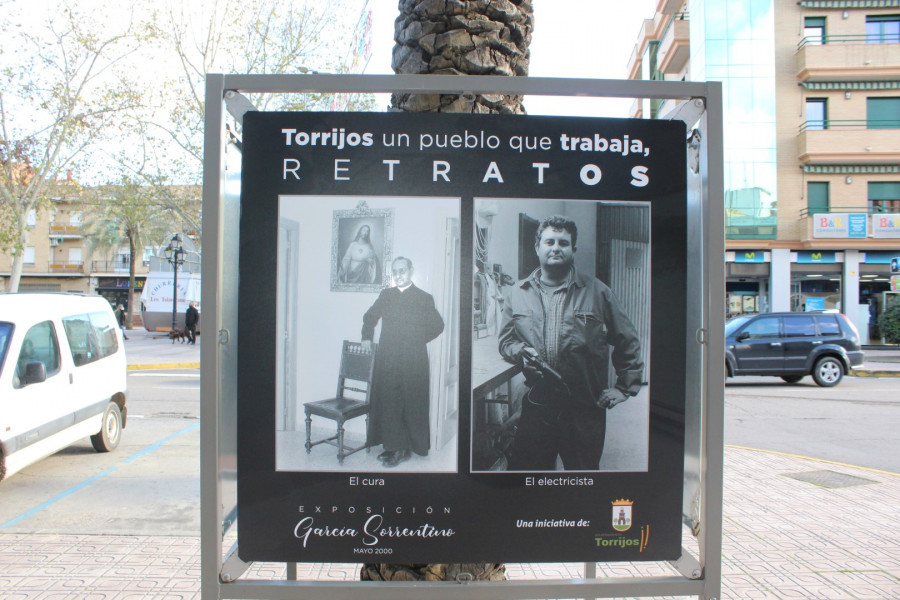 Torrijos un pueblo que trabaja,
RETRATOS
El cura
El electricista
EXPOSICIÓN
García Sorrentino
MAYO 2000
Una iniciativa de:
Torrijos